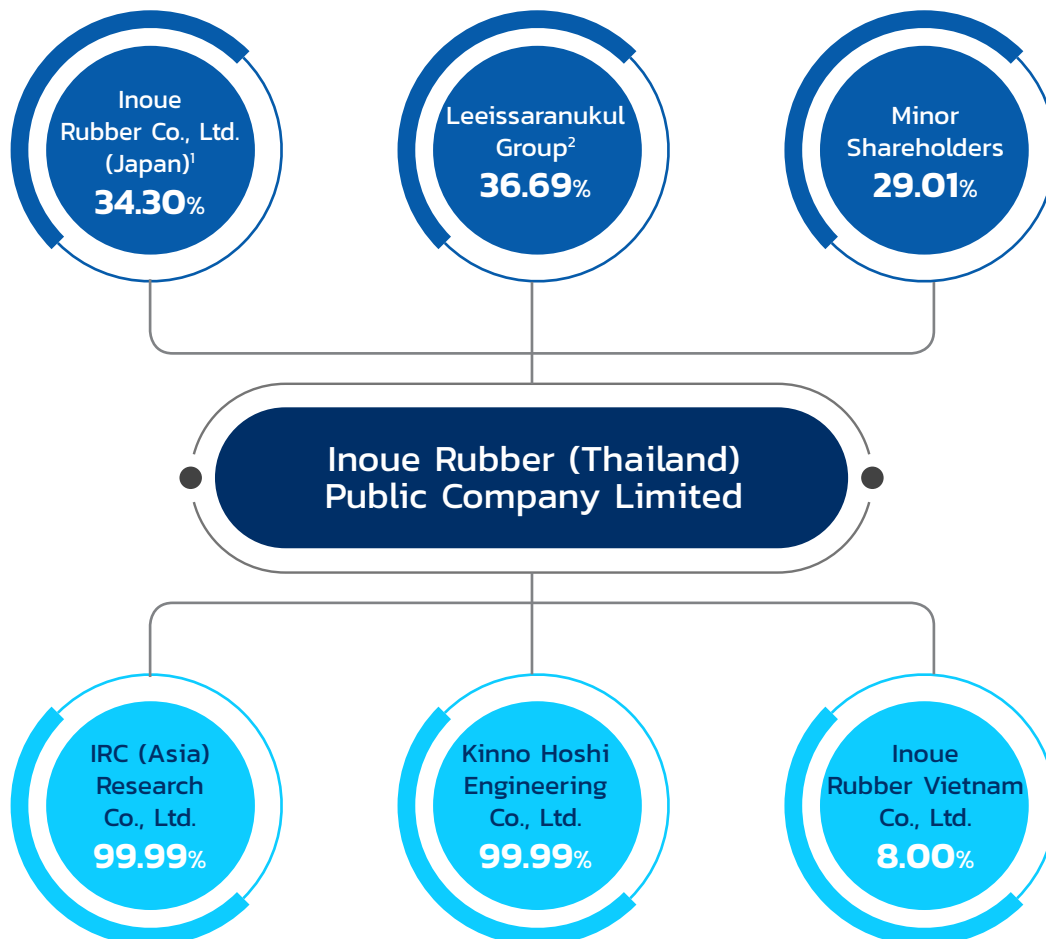 Inoue
Rubber Co., Ltd.
(Japan)¹
34.30%
Leeissaranukul
Group²
36.69%
Minor
Shareholders
29.01%
Inoue Rubber (Thailand)
Public Company Limited
IRC (Asia)
Research
Co., Ltd.
99.99%
Kinno Hoshi
Engineering
Co., Ltd.
99.99%
Inoue
Rubber Vietnam
Co., Ltd.
8.00%